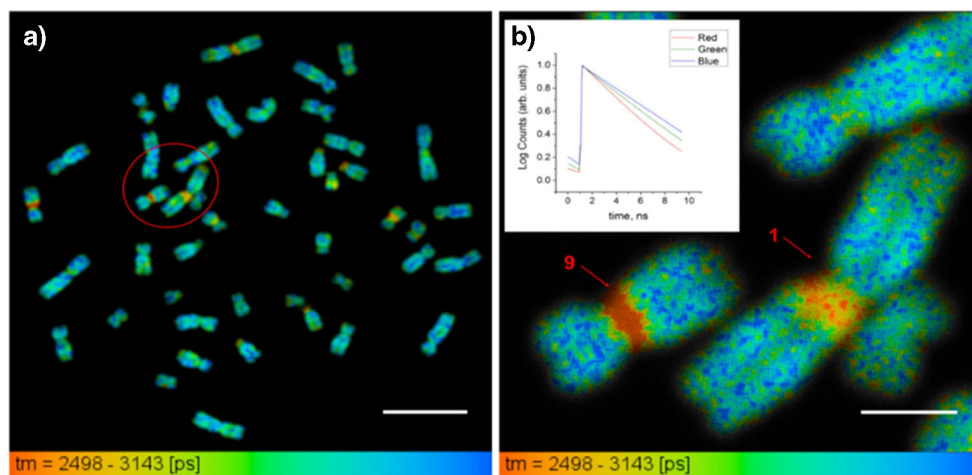 a)
tm = 2498 - 3143 [ps]
b)
Log Counts (arb. units)
1.0
0.8
0.6
0.4
0.2
0.0
0 2 4 6 8 10
time, ns
Red
Green
Blue
1
9
tm = 2498 - 3143 [ps]